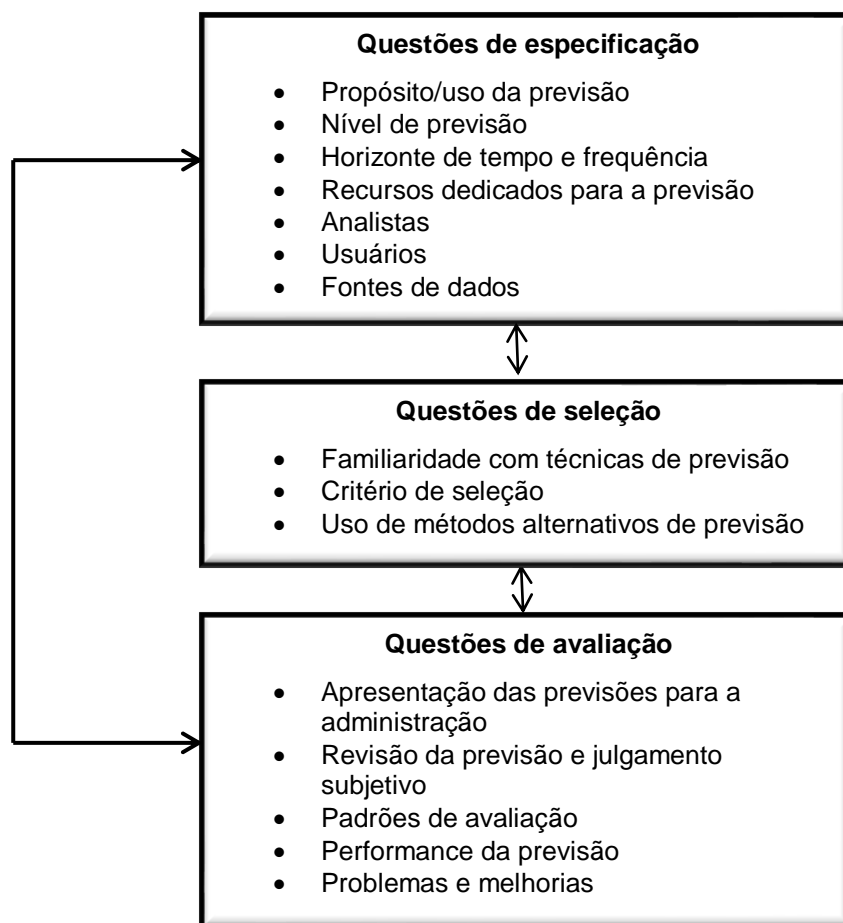 Questões de especificação
• Propósito/uso da previsão
• Nível de previsão
• Horizonte de tempo e frequência
• Recursos dedicados para a previsão
• Analistas
• Usuários
• Fontes de dados
Questões de seleção
• Familiaridade com técnicas de previsão
• Critério de seleção
• Uso de métodos alternativos de previsão
Questões de avaliação
• Apresentação das previsões para a
administração
• Revisão da previsão e julgamento
subjetivo
• Padrões de avaliação
• Performance da previsão
• Problemas e melhorias